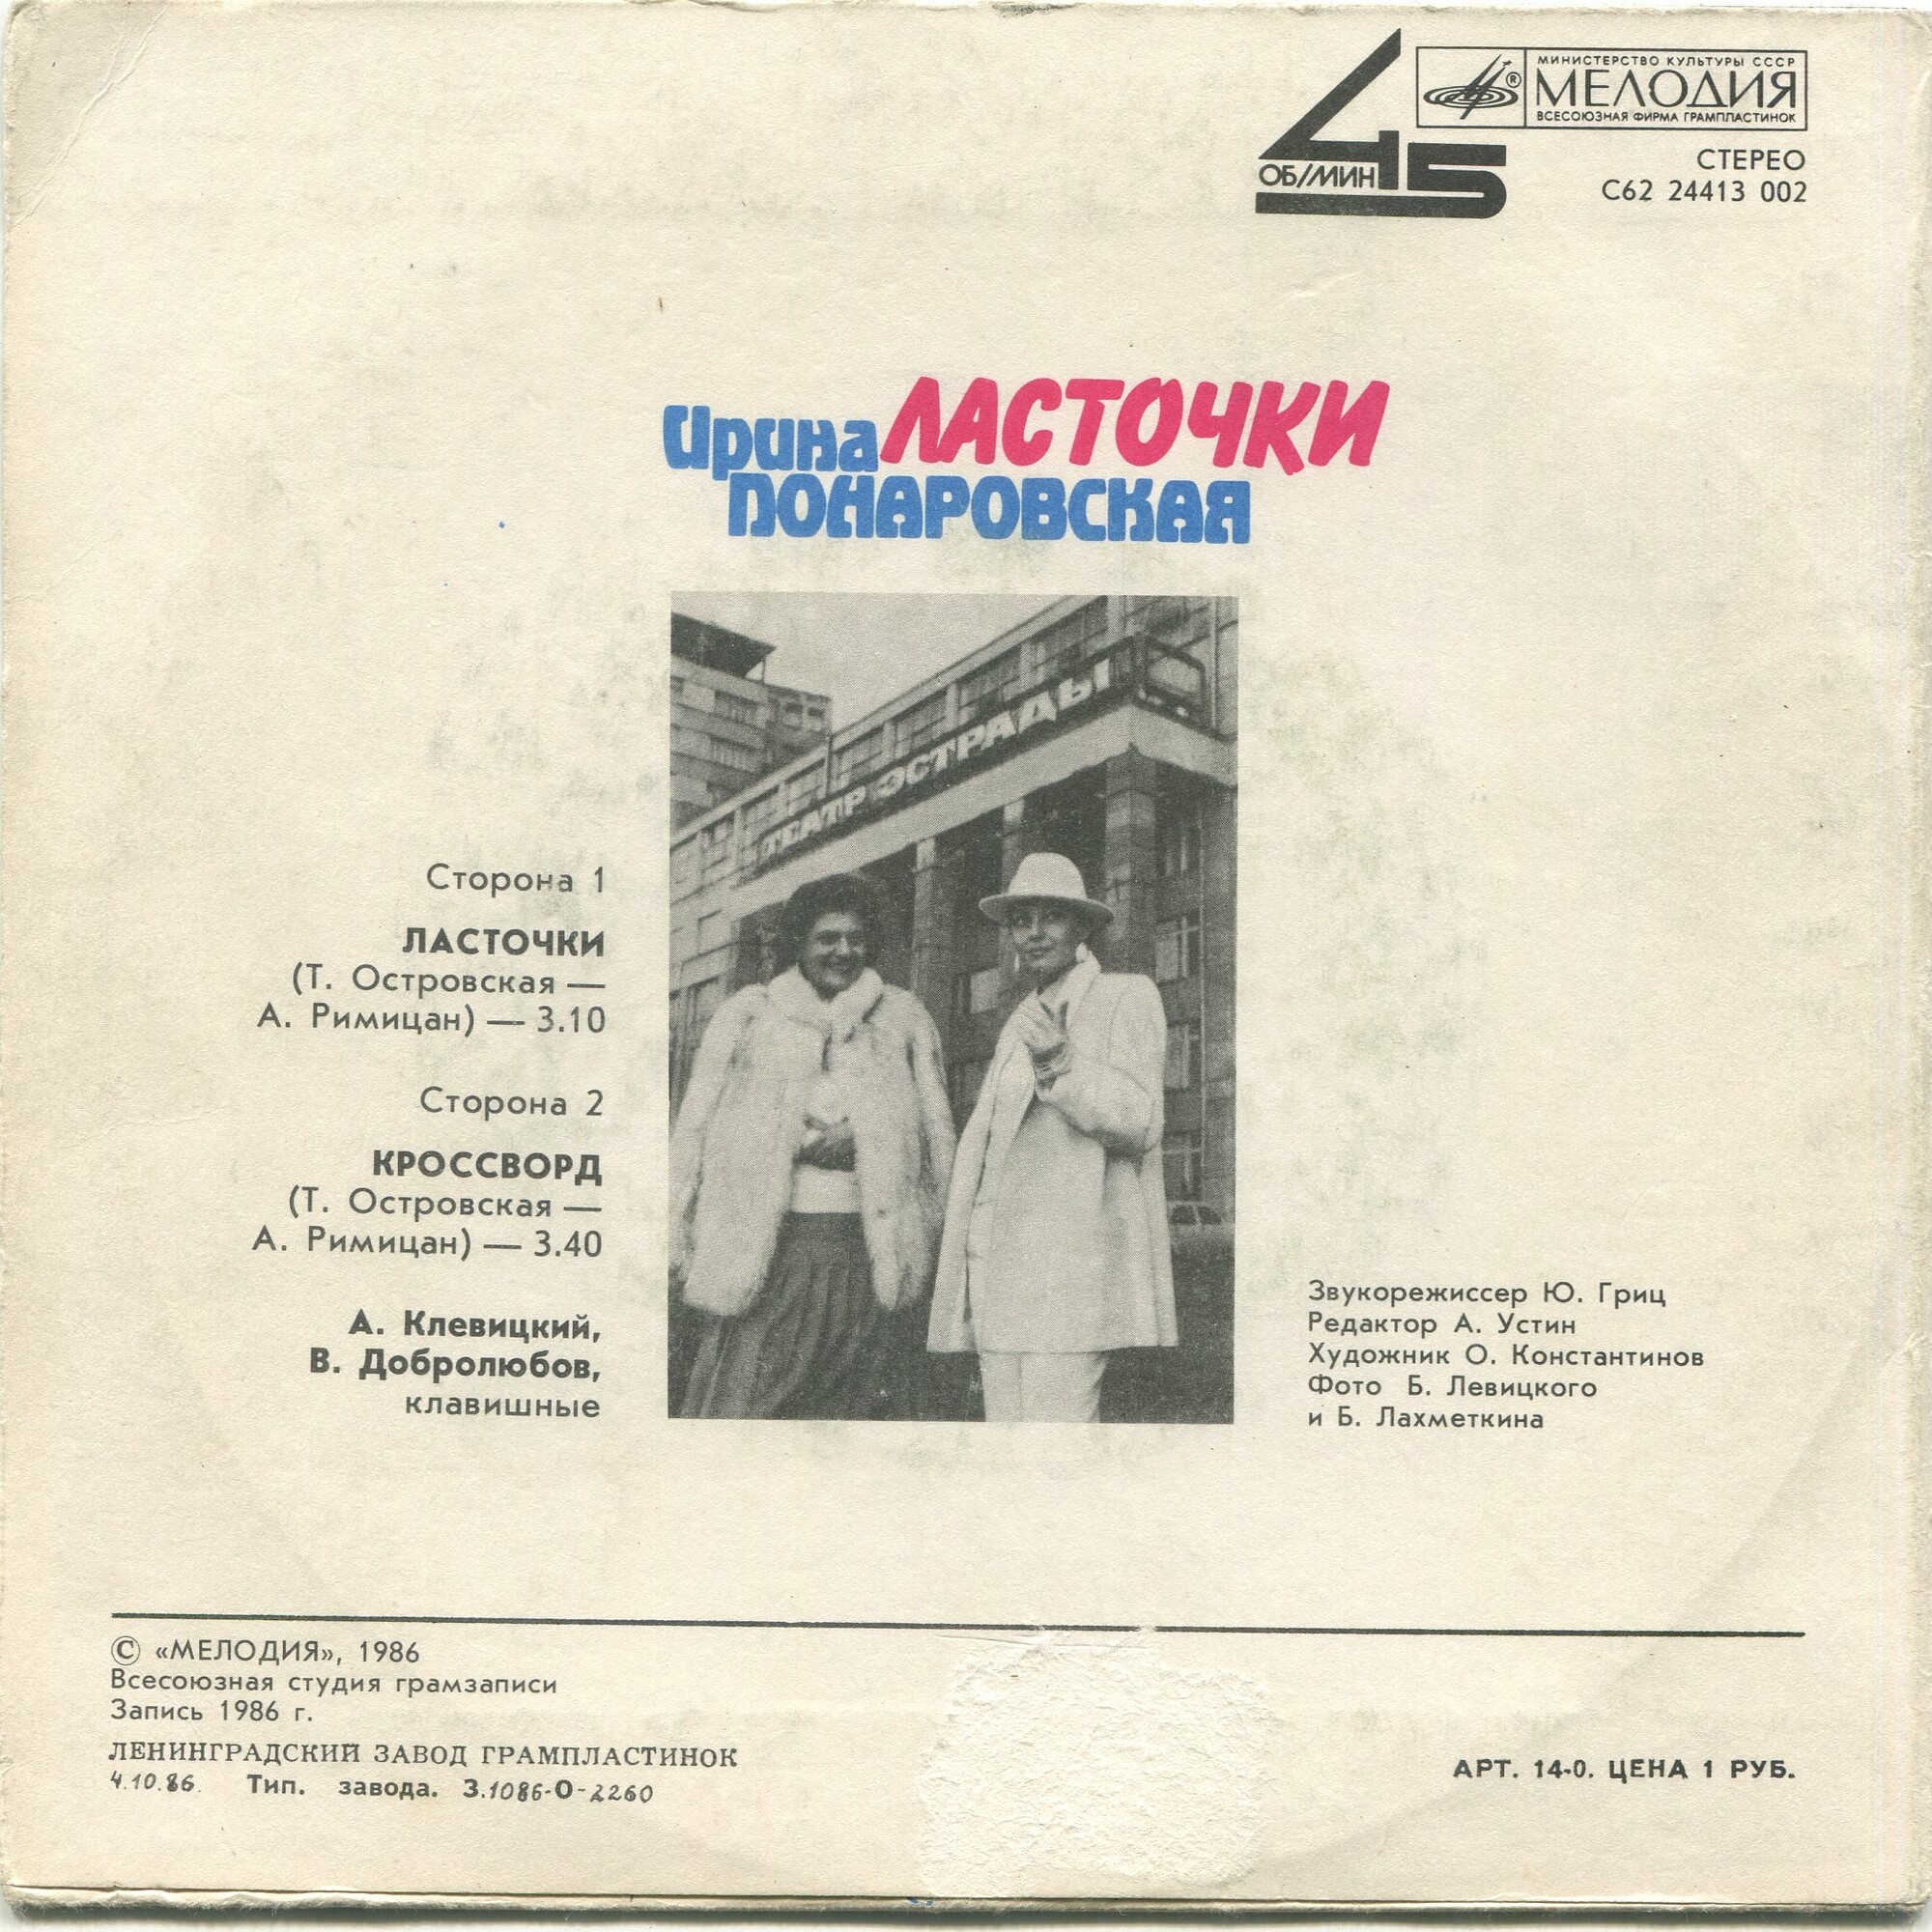 МИНИСТЕРСТВО КУЛЬТУРЫ СССР
МЕЛОДИЯ
®
ВСЕСОЮЗНАЯ ФИРМА ГРАМПЛАСТИНОК
45
ОБ/МИН
СТЕРЕО
С62 24413 002
Ирина ЛАСТОЧКИ
ПОНАРОВСКАЯ
ТЕАТР ЭСТРАДЫ
Сторона 1
ЛАСТОЧКИ
(Т. Островская —
А. Римицан) — 3.10
Сторона 2
КРОССВОРД
(Т. Островская —
А. Римицан) — 3.40
А. Клевицкий,
В. Добролюбов,
клавишные
Звукорежиссер Ю. Гриц
Редактор А. Устин
Художник О. Константинов
Фото Б. Левицкого
и Б. Лахметкина
© «МЕЛОДИЯ», 1986
Всесоюзная студия грамзаписи
Запись 1986 г.
ЛЕНИНГРАДСКИЙ ЗАВОД ГРАМПЛАСТИНОК
4.10.86. Тип. завода. З.1086-О-2260
АРТ. 14-0. ЦЕНА 1 РУБ.